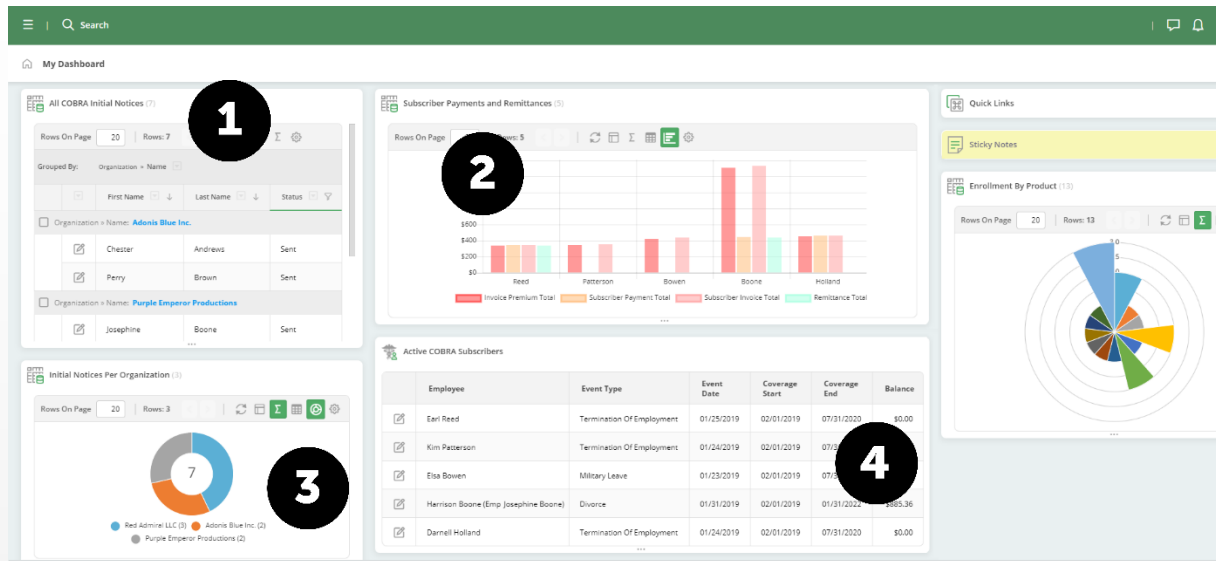 Search
My Dashboard
All COBRA Initial Notices (7)
Rows On Page 20 Rows: 7
1
Grouped By: Organization » Name
First Name Last Name Status
Organization » Name: Adonis Blue Inc.
Chester Andrews Sent
Perry Brown Sent
Organization » Name: Purple Emperor Productions
Josephine Boone Sent
Initial Notices Per Organization (3)
Rows On Page 20 Rows: 3
7
3
Red Admiral LLC (3) Adonis Blue Inc. (2)
Purple Emperor Productions (2)
Subscriber Payments and Remittances (5)
Rows On Page Rows: 5
2
$600
$400
$200
$0
Reed Patterson Bowen Boone Holland
Invoice Premium Total Subscriber Payment Total Subscriber Invoice Total Remittance Total
Active COBRA Subscribers
Employee Event Type Event Date Coverage Start Coverage End Balance
Earl Reed Termination Of Employment 01/25/2019 02/01/2019 07/31/2020 $0.00
Kim Patterson Termination Of Employment 01/24/2019 02/01/2019
Elsa Bowen Military Leave 01/23/2019 02/01/2019
4
Harrison Boone (Emp Josephine Boone) Divorce 01/31/2019 02/01/2019 01/31/2022
Darnell Holland Termination Of Employment 01/24/2019 02/01/2019 07/31/2020 $0.00
Quick Links
Sticky Notes
Enrollment By Product (13)
Rows On Page 20 Rows: 13